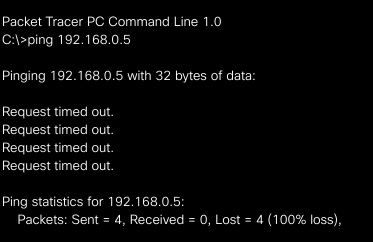 Packet Tracer PC Command Line 1.0
C:\>ping 192.168.0.5
Pinging 192.168.0.5 with 32 bytes of data:
Request timed out.
Request timed out.
Request timed out.
Request timed out.
Ping statistics for 192.168.0.5:
Packets: Sent = 4, Received = 0, Lost = 4 (100% loss),